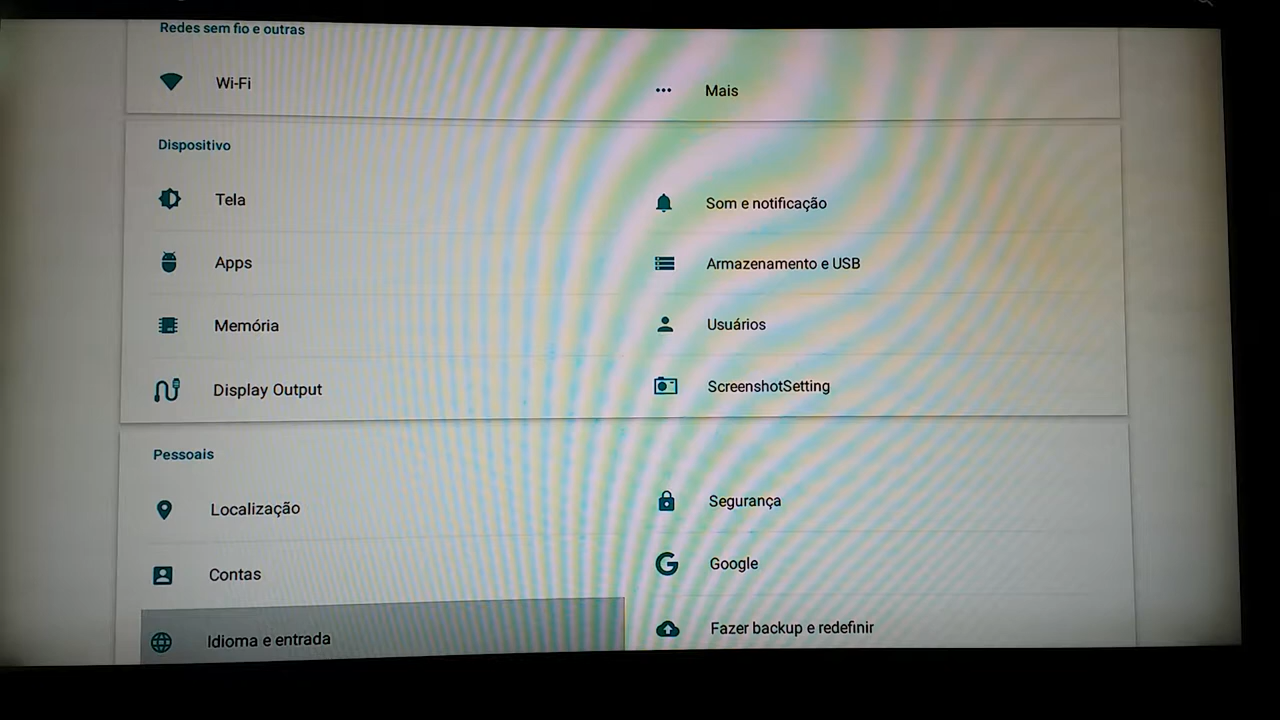 Redes sem fio e outras
Wi-Fi
Mais
Dispositivo
Tela
Som e notificação
Apps
Armazenamento e USB
Memória
Usuários
Display Output
ScreenshotSetting
Pessoais
Localização
Segurança
Contas
Google
Idioma e entrada
Fazer backup e redefinir